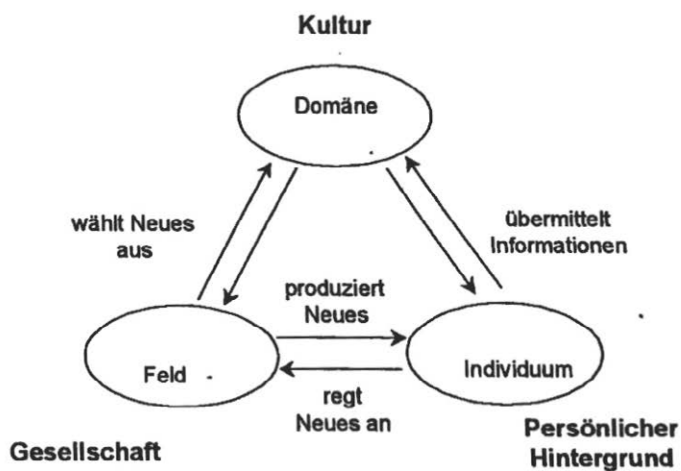 Kultur
Domäne
wählt Neues
aus
übermittelt
Informationen
produziert
Neues
Feld
Individuum
regt
Neues an
Gesellschaft
Persönlicher
Hintergrund